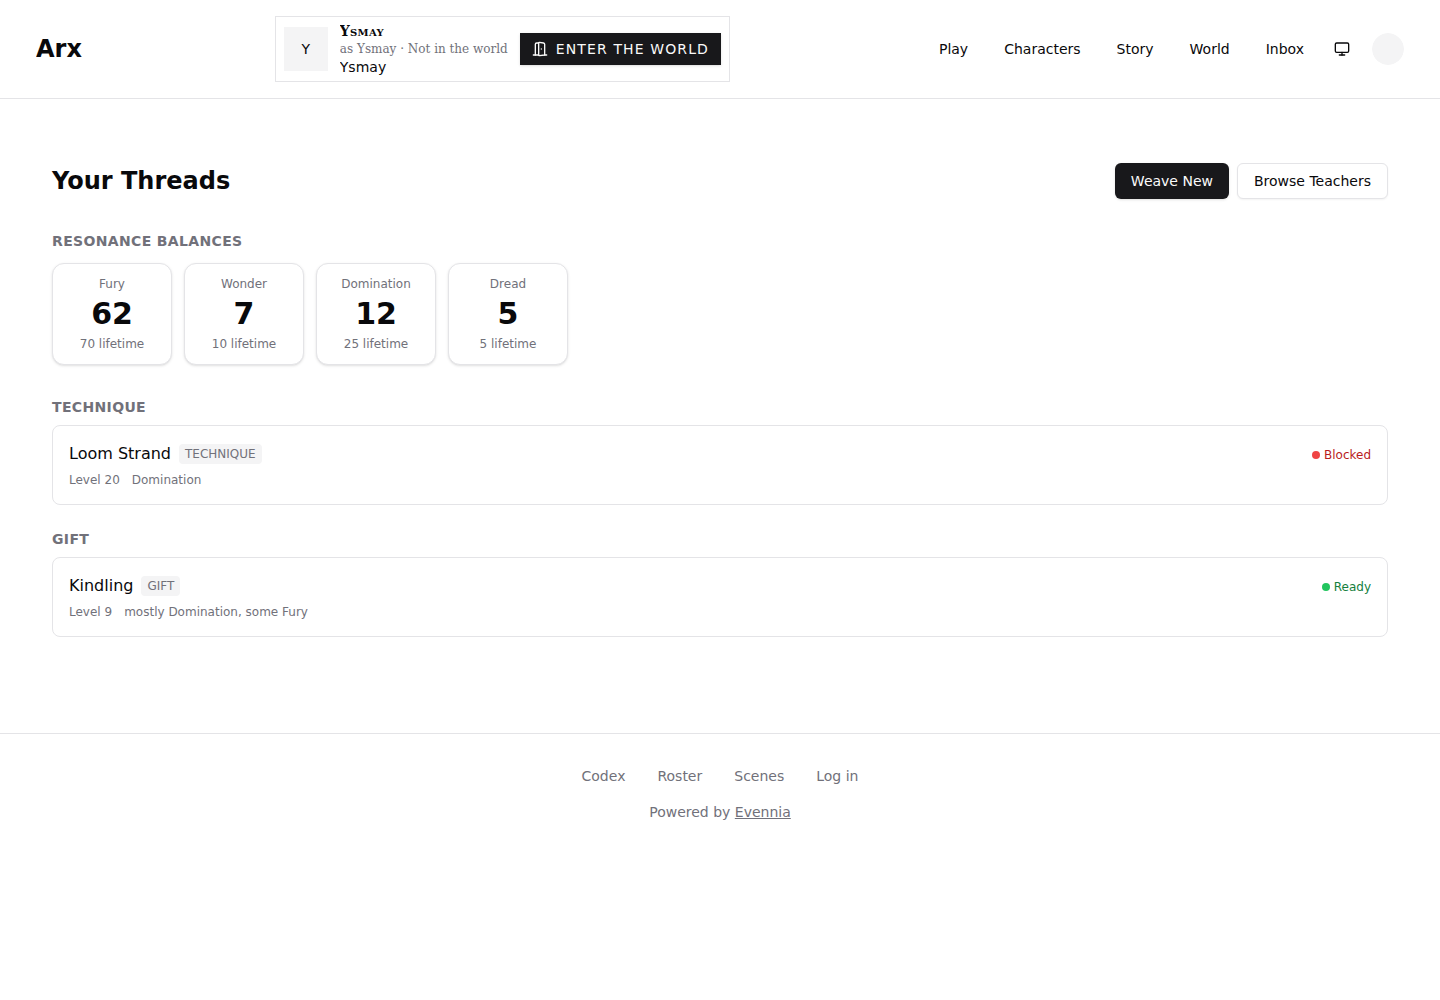 Arx
Y
Ysmay
as Ysmay · Not in the world
Ysmay
ENTER THE WORLD
Play
Characters
Story
World
Inbox
Your Threads
Weave New
Browse Teachers
RESONANCE BALANCES
Fury
62
70 lifetime
Wonder
7
10 lifetime
Domination
12
25 lifetime
Dread
5
5 lifetime
TECHNIQUE
Loom Strand TECHNIQUE
Blocked
Level 20 Domination
GIFT
Kindling GIFT
Ready
Level 9 mostly Domination, some Fury
Codex Roster Scenes Log in
Powered by Evennia